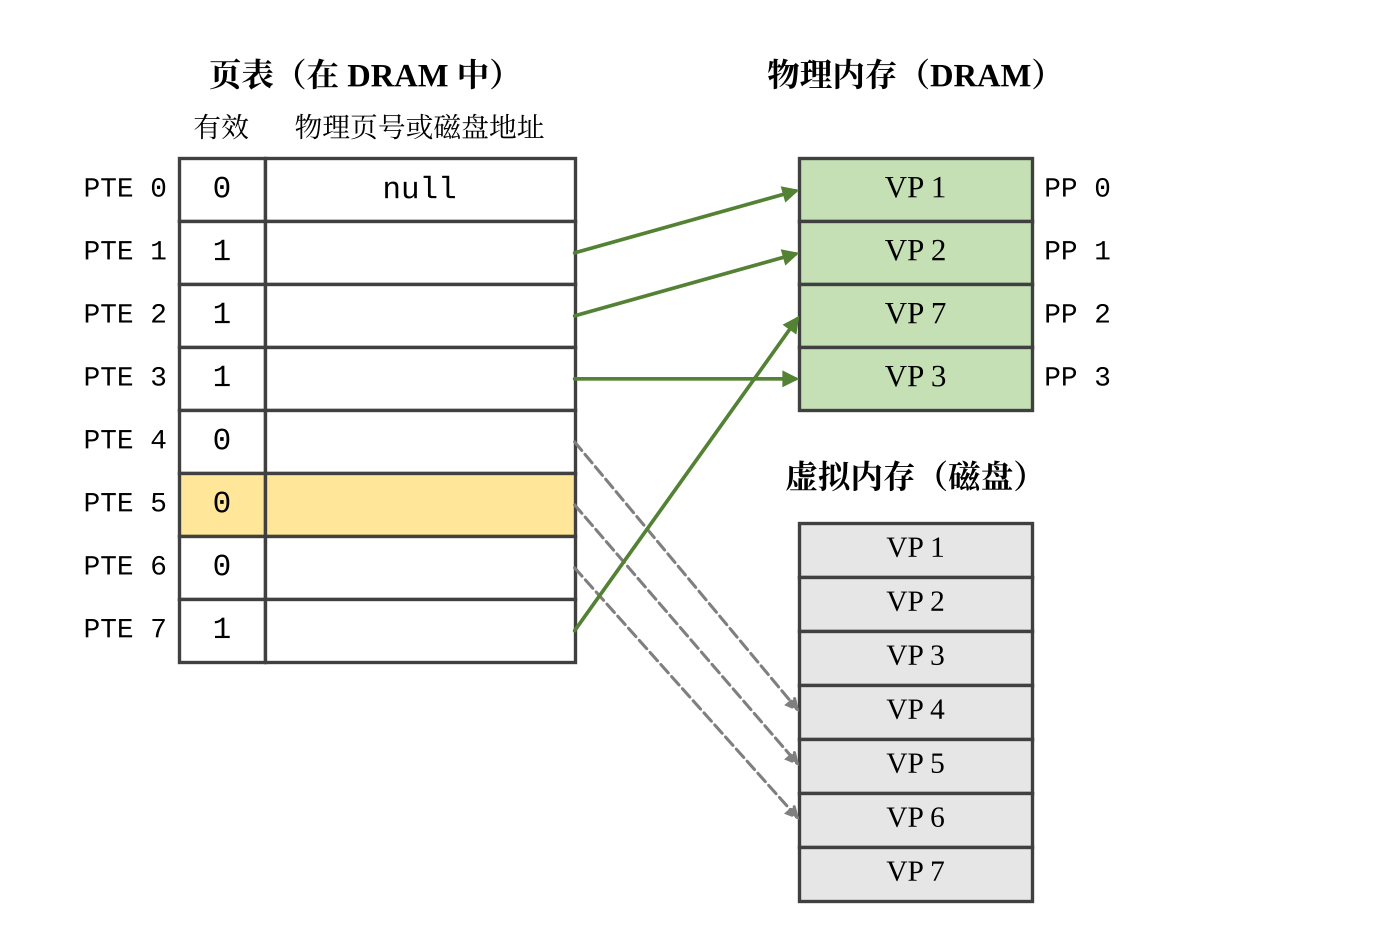 页表（在 DRAM 中）
有效 物理页号或磁盘地址
PTE 0 0 null
PTE 1 1
PTE 2 1
PTE 3 1
PTE 4 0
PTE 5 0
PTE 6 0
PTE 7 1
物理内存（DRAM）
VP 1 PP 0
VP 2 PP 1
VP 7 PP 2
VP 3 PP 3
虚拟内存（磁盘）
VP 1
VP 2
VP 3
VP 4
VP 5
VP 6
VP 7